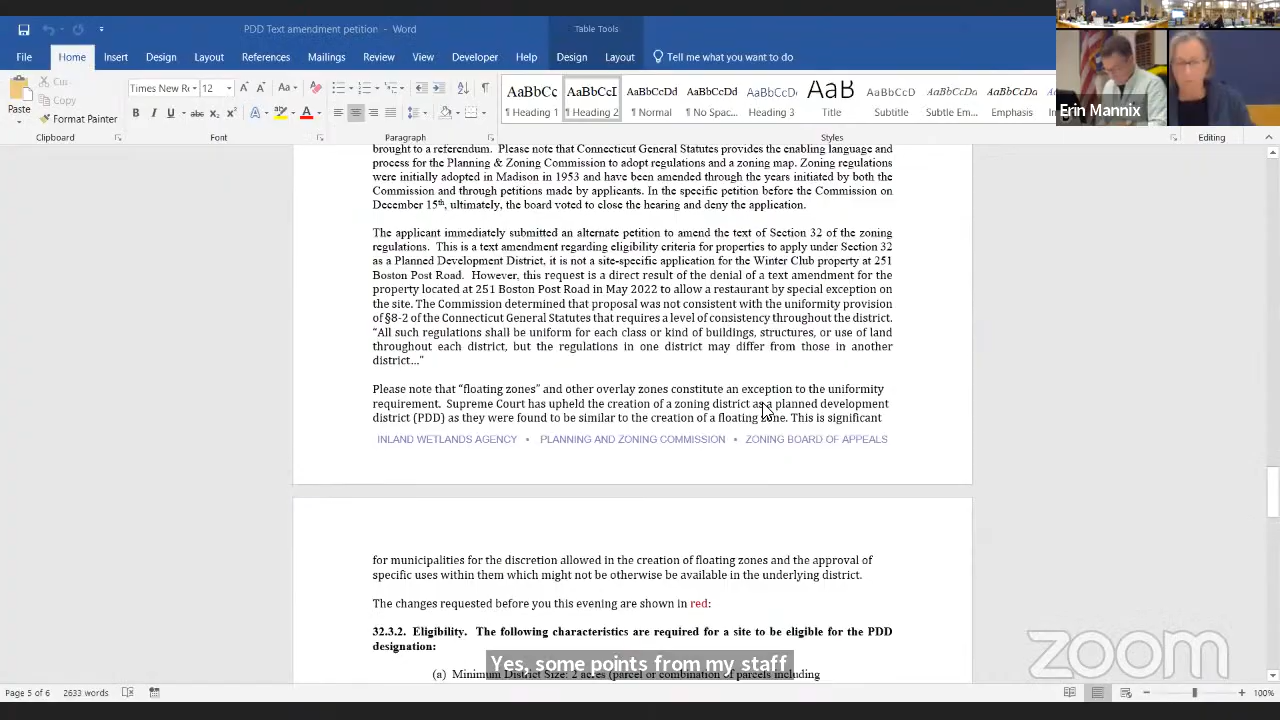 PDD Text amendment petition - Word
Table Tools
File Home Insert Design Layout References Mailings Review View Developer Help Design Layout Tell me what you want to do
Paste
Cut
Copy
Format Painter
Times New Ro 12
AaBbCc AaBbCcI AaBbCcDd AaBbCcDd AaBbCcDd AaB AaBbCcDd AaBbCcDd AaBbCcDd
¶ Heading 1 ¶ Heading 2 ¶ Normal ¶ No Spac... Heading 3 Title Subtitle Subtle Em... Emphasis
Clipboard Font Paragraph Styles Editing
Erin Mannix
brought to a referendum. Please note that Connecticut General Statutes provides the enabling language and
process for the Planning & Zoning Commission to adopt regulations and a zoning map. Zoning regulations
were initially adopted in Madison in 1953 and have been amended through the years initiated by both the
Commission and through petitions made by applicants. In the specific petition before the Commission on
December 15th, ultimately, the board voted to close the hearing and deny the application.
The applicant immediately submitted an alternate petition to amend the text of Section 32 of the zoning
regulations. This is a text amendment regarding eligibility criteria for properties to apply under Section 32
as a Planned Development District, it is not a site-specific application for the Winter Club property at 251
Boston Post Road. However, this request is a direct result of the denial of a text amendment for the
property located at 251 Boston Post Road in May 2022 to allow a restaurant by special exception on
the site. The Commission determined that proposal was not consistent with the uniformity provision
of §8-2 of the Connecticut General Statutes that requires a level of consistency throughout the district.
“All such regulations shall be uniform for each class or kind of buildings, structures, or use of land
throughout each district, but the regulations in one district may differ from those in another
district…”
Please note that “floating zones” and other overlay zones constitute an exception to the uniformity
requirement. Supreme Court has upheld the creation of a zoning district as a planned development
district (PDD) as they were found to be similar to the creation of a floating zone. This is significant
INLAND WETLANDS AGENCY • PLANNING AND ZONING COMMISSION • ZONING BOARD OF APPEALS
for municipalities for the discretion allowed in the creation of floating zones and the approval of
specific uses within them which might not be otherwise be available in the underlying district.
The changes requested before you this evening are shown in red:
32.3.2. Eligibility. The following characteristics are required for a site to be eligible for the PDD
designation:
Yes, some points from my staff
(a) Minimum District Size: 2 acres (parcel or combination of parcels including
zoom
Page 5 of 6 2633 words 100%